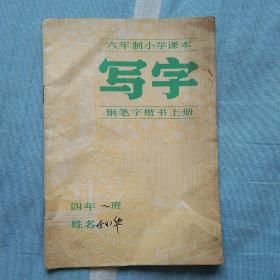 六年制小学课本
写字
钢笔字楷书上册
四年一班
姓名